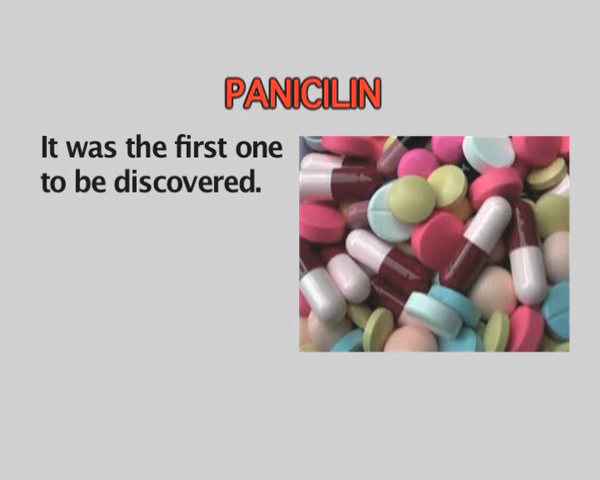 PANICILIN
It was the first one
to be discovered.